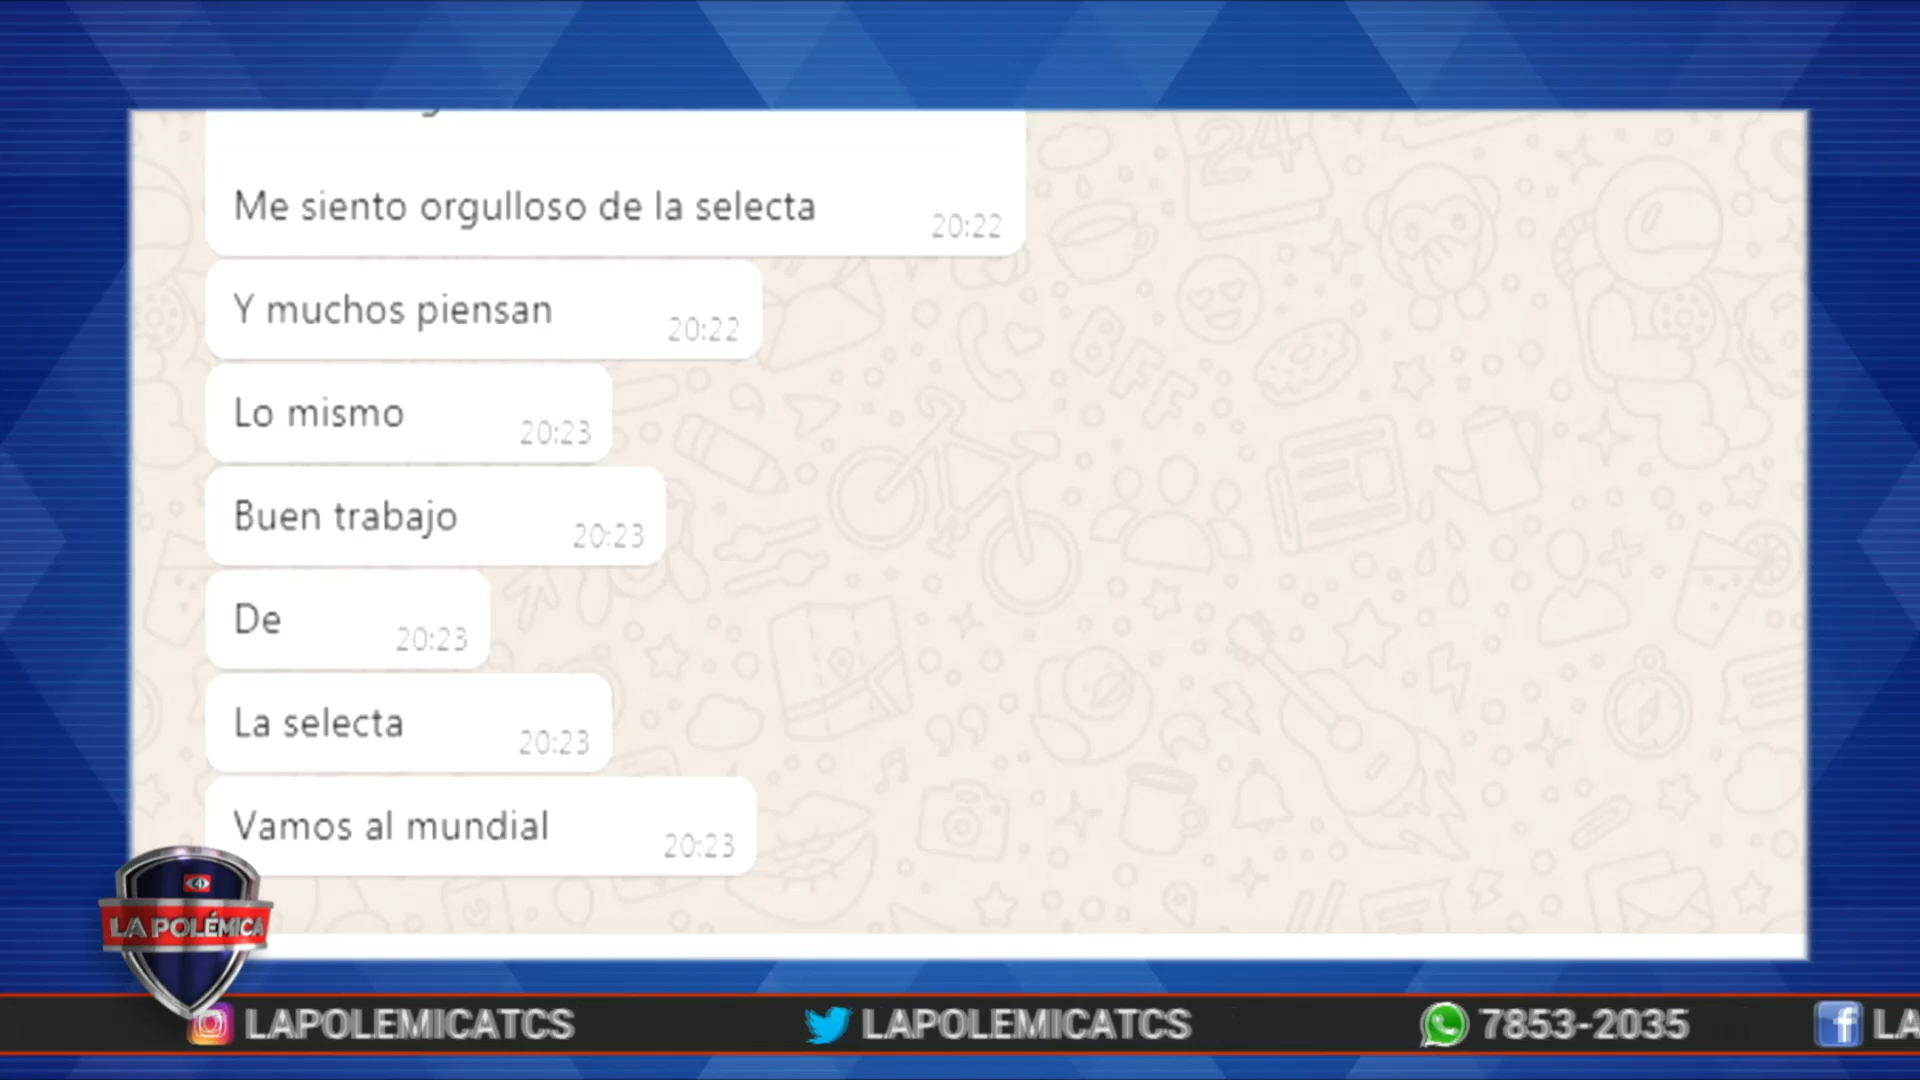 Me siento orgulloso de la selecta
20:22
Y muchos piensan
20:22
Lo mismo
20:23
Buen trabajo
20:23
De
20:23
La selecta
20:23
Vamos al mundial
20:23
4
LA POLÉMICA
LAPOLEMICATCS
LAPOLEMICATCS
7853-2035
LA